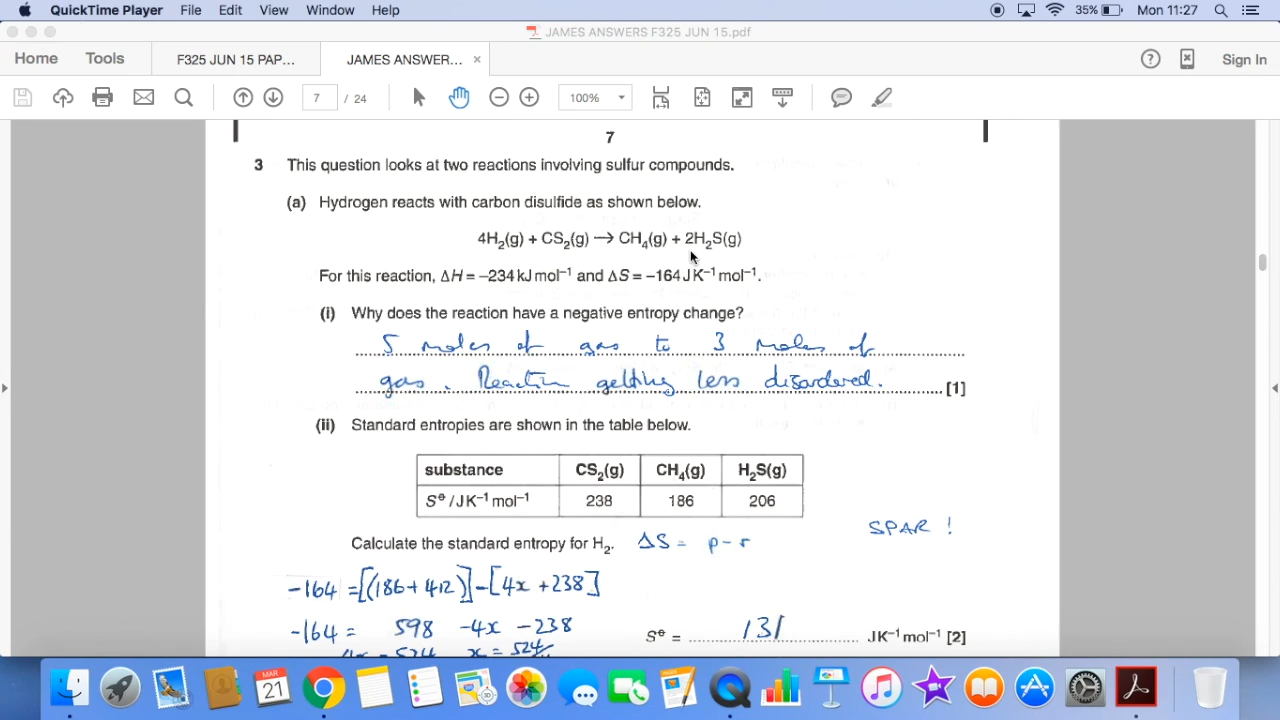 QuickTime Player File Edit View Window Help 35% Mon 11:27
JAMES ANSWERS F325 JUN 15.pdf
Home Tools F325 JUN 15 PAP... JAMES ANSWER... × Sign In
7 / 24 100%
7
3 This question looks at two reactions involving sulfur compounds.
(a) Hydrogen reacts with carbon disulfide as shown below.
4H₂(g) + CS₂(g) → CH₄(g) + 2H₂S(g)
For this reaction, ΔH = −234 kJ mol⁻¹ and ΔS = −164 J K⁻¹ mol⁻¹.
(i) Why does the reaction have a negative entropy change?
5 moles of gas to 3 moles of
gas. Reaction getting less disordered. [1]
(ii) Standard entropies are shown in the table below.
substance CS₂(g) CH₄(g) H₂S(g)
S⦵ / J K⁻¹ mol⁻¹ 238 186 206
SPAR !
Calculate the standard entropy for H₂. ΔS = p − r
−164 = [(186 + 412)] − [4x + 238]
−164 = 598 − 4x − 238
S⦵ = 131 J K⁻¹ mol⁻¹ [2]
4x = 524 x = 524/
MAR
21